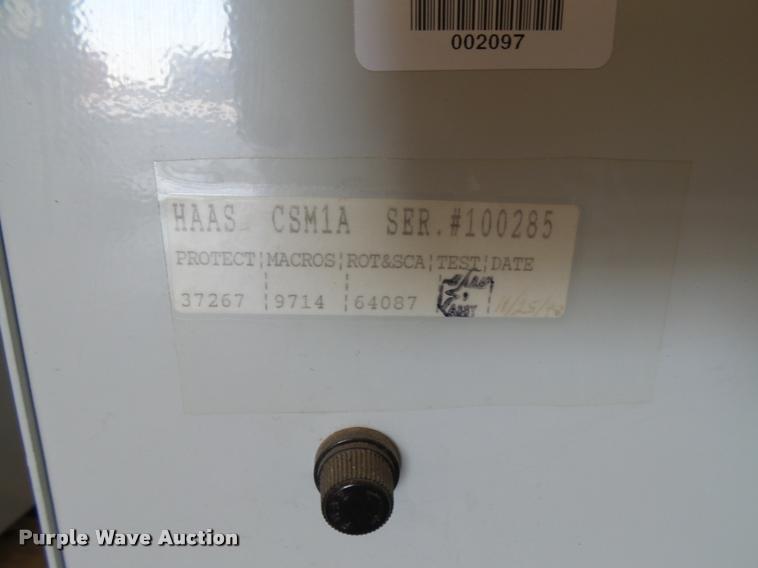 002097
HAAS CSM1A SER.#100285
PROTECT¦MACROS¦ROT&SCA¦TEST¦DATE
37267 ¦9714 ¦64087
Purple Wave Auction